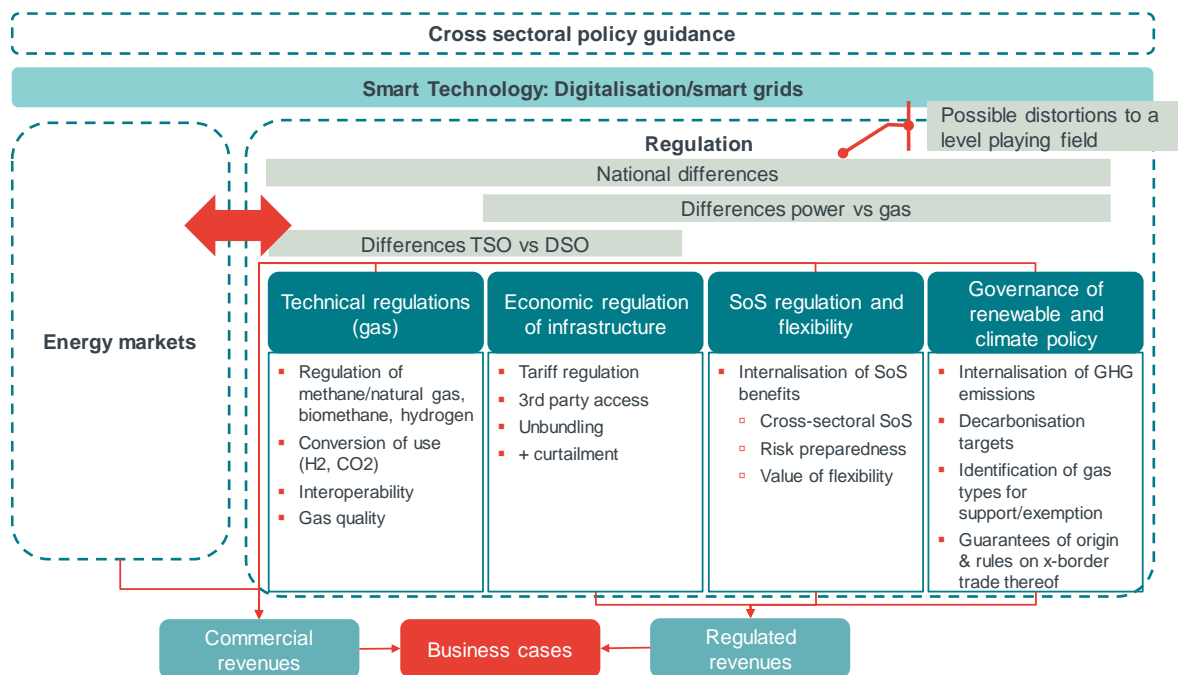 Cross sectoral policy guidance
Smart Technology: Digitalisation/smart grids
Possible distortions to a
level playing field
Regulation
National differences
Differences power vs gas
Differences TSO vs DSO
Energy markets
Technical regulations
(gas)
▪ Regulation of
methane/natural gas,
biomethane, hydrogen
▪ Conversion of use
(H2, CO2)
▪ Interoperability
▪ Gas quality
Economic regulation
of infrastructure
▪ Tariff regulation
▪ 3rd party access
▪ Unbundling
▪ + curtailment
SoS regulation and
flexibility
▪ Internalisation of SoS
benefits
▫ Cross-sectoral SoS
▫ Risk preparedness
▫ Value of flexibility
Governance of
renewable and
climate policy
▪ Internalisation of GHG
emissions
▪ Decarbonisation
targets
▪ Identification of gas
types for
support/exemption
▪ Guarantees of origin
& rules on x-border
trade thereof
Commercial
revenues
Business cases
Regulated
revenues